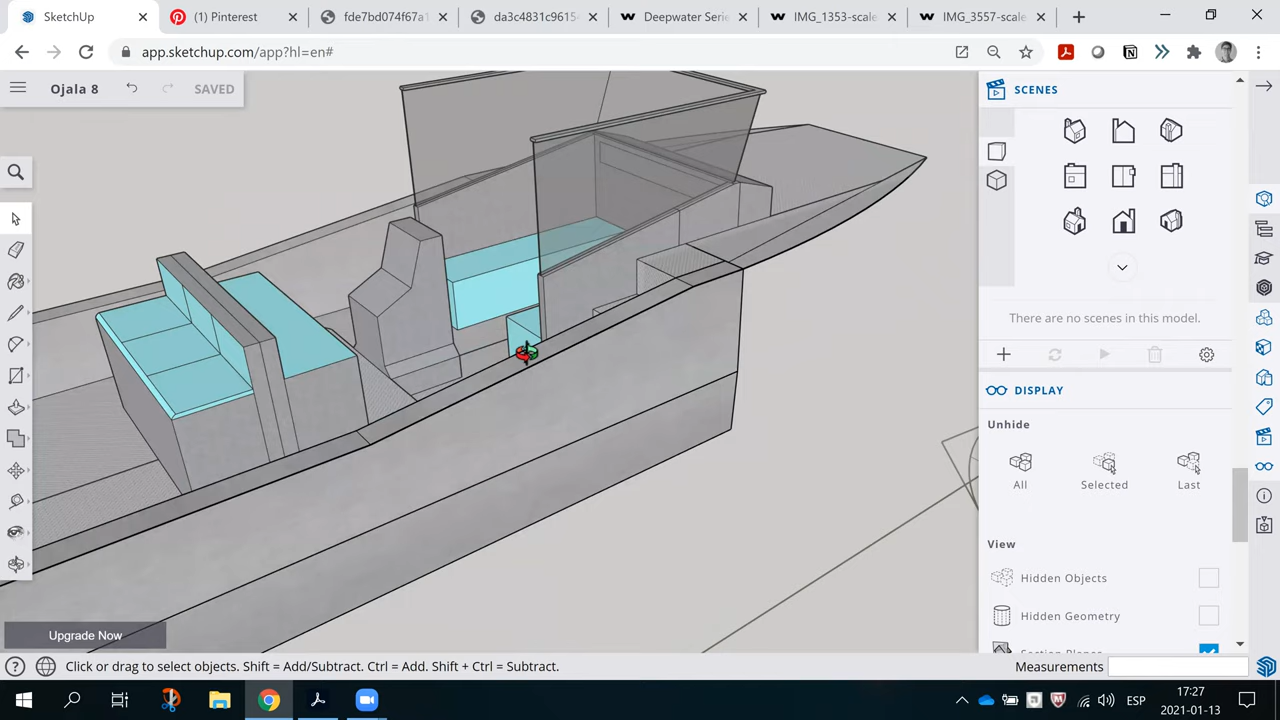 SketchUp
(1) Pinterest
fde7bd074f67a1
da3c4831c9615
Deepwater Serie
IMG_1353-scale
IMG_3557-scale
app.sketchup.com/app?hl=en#
Ojala 8
SAVED
SCENES
There are no scenes in this model.
DISPLAY
Unhide
All
Selected
Last
View
Hidden Objects
Hidden Geometry
Section Planes
Upgrade Now
Click or drag to select objects. Shift = Add/Subtract. Ctrl = Add. Shift + Ctrl = Subtract.
Measurements
ESP
17:27
2021-01-13